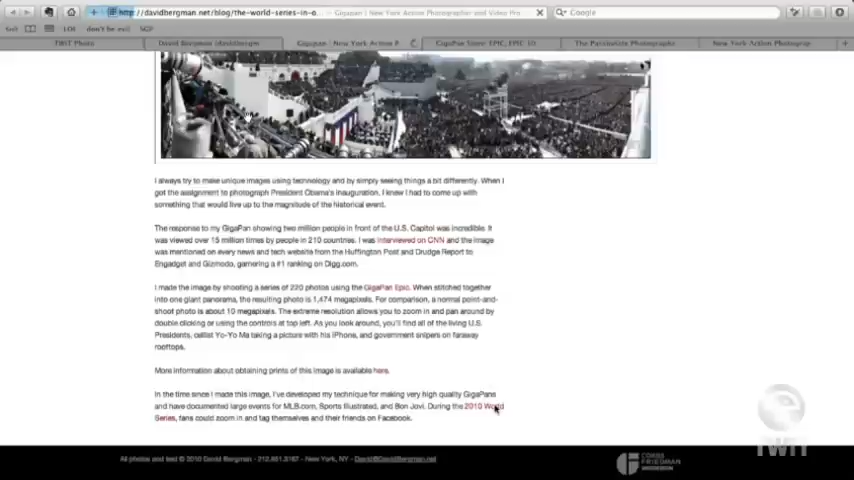 http://davidbergman.net/blog/the-world-series-in-o... - Gigapan | New York Action Photographer and Video Pro
Google
don't be evil
TWiT Photo
David Bergman (davidbergm
Gigapan | New York Action P
GigaPan Store: EPIC, EPIC 10
The Passionists Photographs
New York Action Photograp
I always try to make unique images using technology and by simply seeing things a bit differently. When I
got the assignment to photograph President Obama's inauguration, I knew I had to come up with
something that would live up to the magnitude of the historical event.
The response to my GigaPan showing two million people in front of the U.S. Capitol was incredible. It
was viewed over 15 million times by people in 210 countries. I was interviewed on CNN and the image
was mentioned on every news and tech website from the Huffington Post and Drudge Report to
Engadget and Gizmodo, garnering a #1 ranking on Digg.com.
I made the image by shooting a series of 220 photos using the GigaPan Epic. When stitched together
into one giant panorama, the resulting photo is 1,474 megapixels. For comparison, a normal point-and-
shoot photo is about 10 megapixels. The extreme resolution allows you to zoom in and pan around by
double clicking or using the controls at top left. As you look around, you'll find all of the living U.S.
Presidents, cellist Yo-Yo Ma taking a picture with his iPhone, and government snipers on faraway
rooftops.
More information about obtaining prints of this image is available here.
In the time since I made this image, I've developed my technique for making very high quality GigaPans
and have documented large events for MLB.com, Sports Illustrated, and Bon Jovi. During the 2010 World
Series, fans could zoom in and tag themselves and their friends on Facebook.
All photos and text © 2010 David Bergman - 212.651.3167 - New York, NY - David@DavidBergman.net
FRIEDMAN
TWiT